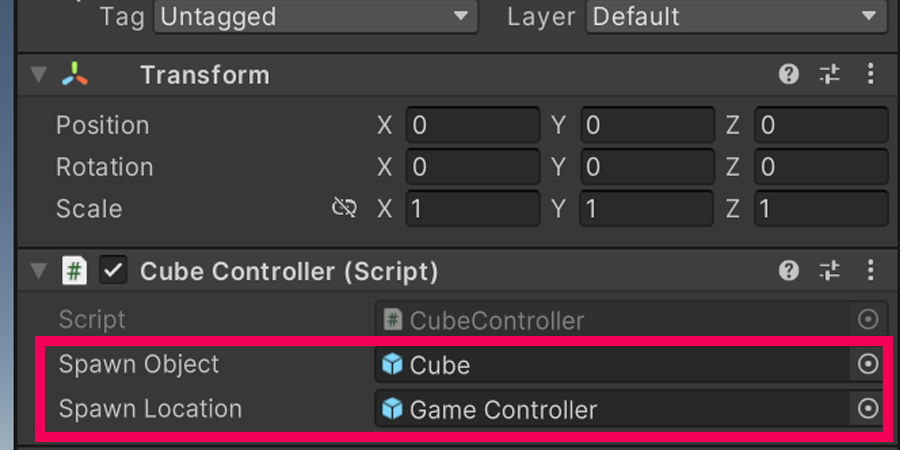 Tag Untagged Layer Default
Transform
Position X 0 Y 0 Z 0
Rotation X 0 Y 0 Z 0
Scale X 1 Y 1 Z 1
# Cube Controller (Script)
Script # CubeController
Spawn Object Cube
Spawn Location Game Controller